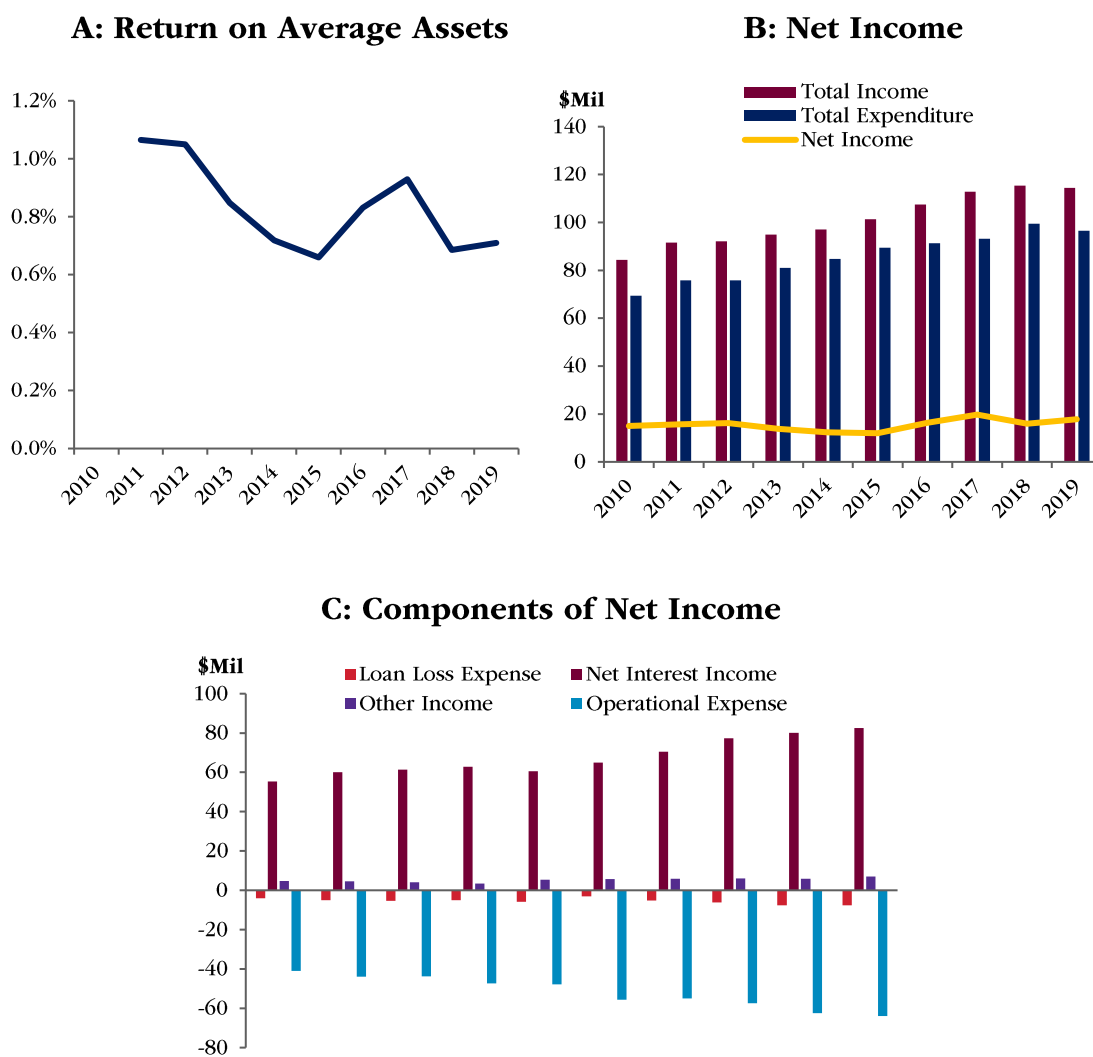 A: Return on Average Assets
1.2%
1.0%
0.8%
0.6%
0.4%
0.2%
0.0%
2010 2011 2012 2013 2014 2015 2016 2017 2018 2019
B: Net Income
$Mil
Total Income
Total Expenditure
Net Income
140
120
100
80
60
40
20
0
2010 2011 2012 2013 2014 2015 2016 2017 2018 2019
C: Components of Net Income
$Mil
Loan Loss Expense Net Interest Income
Other Income Operational Expense
100
80
60
40
20
0
-20
-40
-60
-80